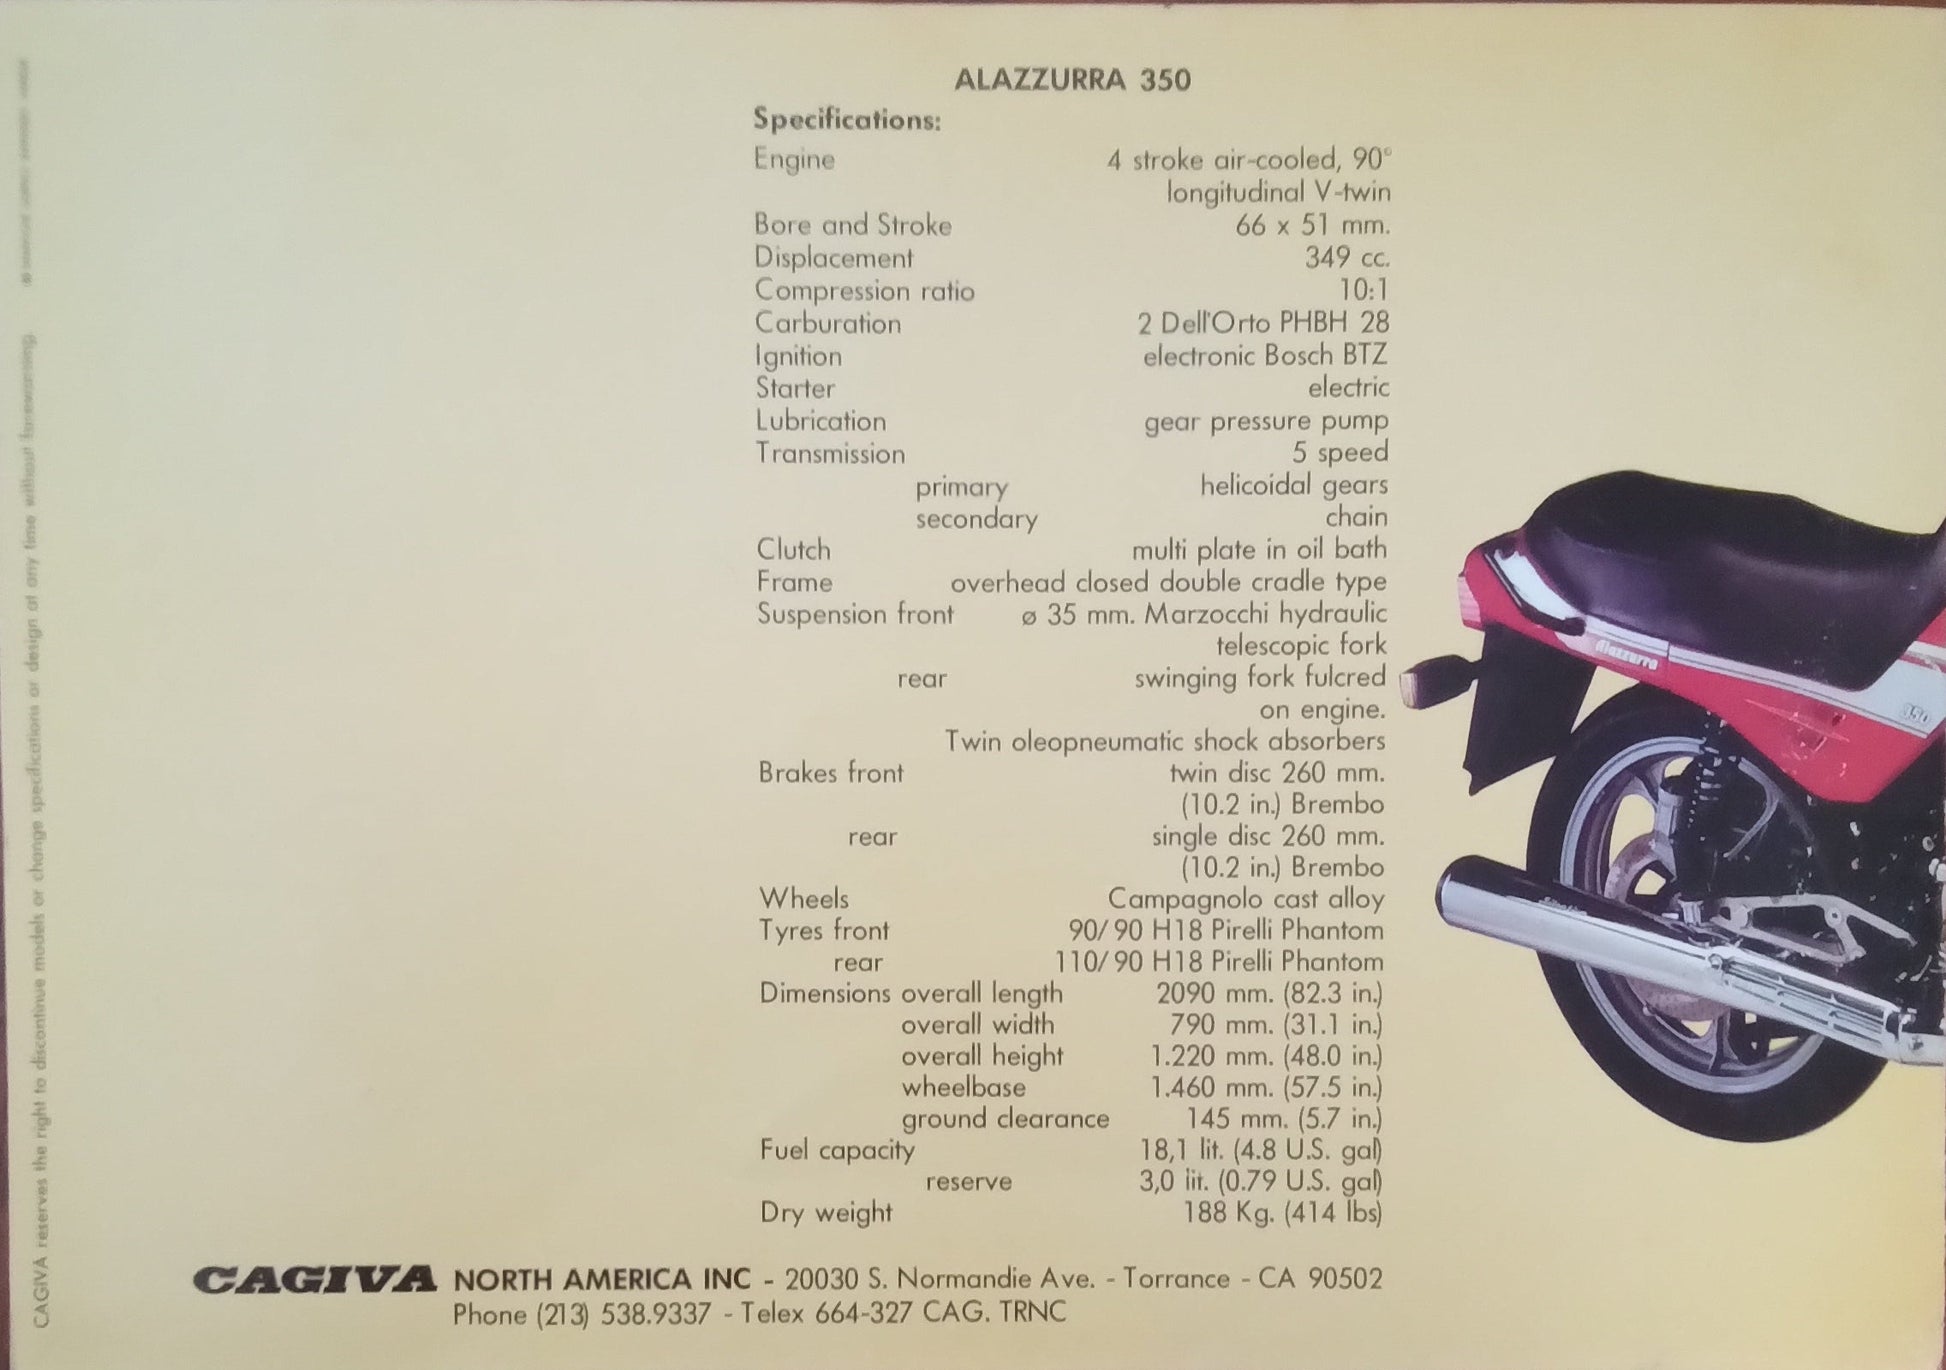 ALAZZURRA 350
Specifications:
Engine 4 stroke air-cooled, 90°
longitudinal V-twin
Bore and Stroke 66 x 51 mm.
Displacement 349 cc.
Compression ratio 10:1
Carburation 2 Dell'Orto PHBH 28
Ignition electronic Bosch BTZ
Starter electric
Lubrication gear pressure pump
Transmission 5 speed
primary helicoidal gears
secondary chain
Clutch multi plate in oil bath
Frame overhead closed double cradle type
Suspension front ø 35 mm. Marzocchi hydraulic
telescopic fork
rear swinging fork fulcred
on engine.
Twin oleopneumatic shock absorbers
Brakes front twin disc 260 mm.
(10.2 in.) Brembo
rear single disc 260 mm.
(10.2 in.) Brembo
Wheels Campagnolo cast alloy
Tyres front 90/90 H18 Pirelli Phantom
rear 110/90 H18 Pirelli Phantom
Dimensions overall length 2090 mm. (82.3 in.)
overall width 790 mm. (31.1 in.)
overall height 1.220 mm. (48.0 in.)
wheelbase 1.460 mm. (57.5 in.)
ground clearance 145 mm. (5.7 in.)
Fuel capacity 18,1 lit. (4.8 U.S. gal)
reserve 3,0 lit. (0.79 U.S. gal)
Dry weight 188 Kg. (414 lbs)
CAGIVA NORTH AMERICA INC - 20030 S. Normandie Ave. - Torrance - CA 90502
Phone (213) 538.9337 - Telex 664-327 CAG. TRNC
CAGIVA reserves the right to discontinue models or change specifications or design at any time without forewarning.
Alazzurra
350